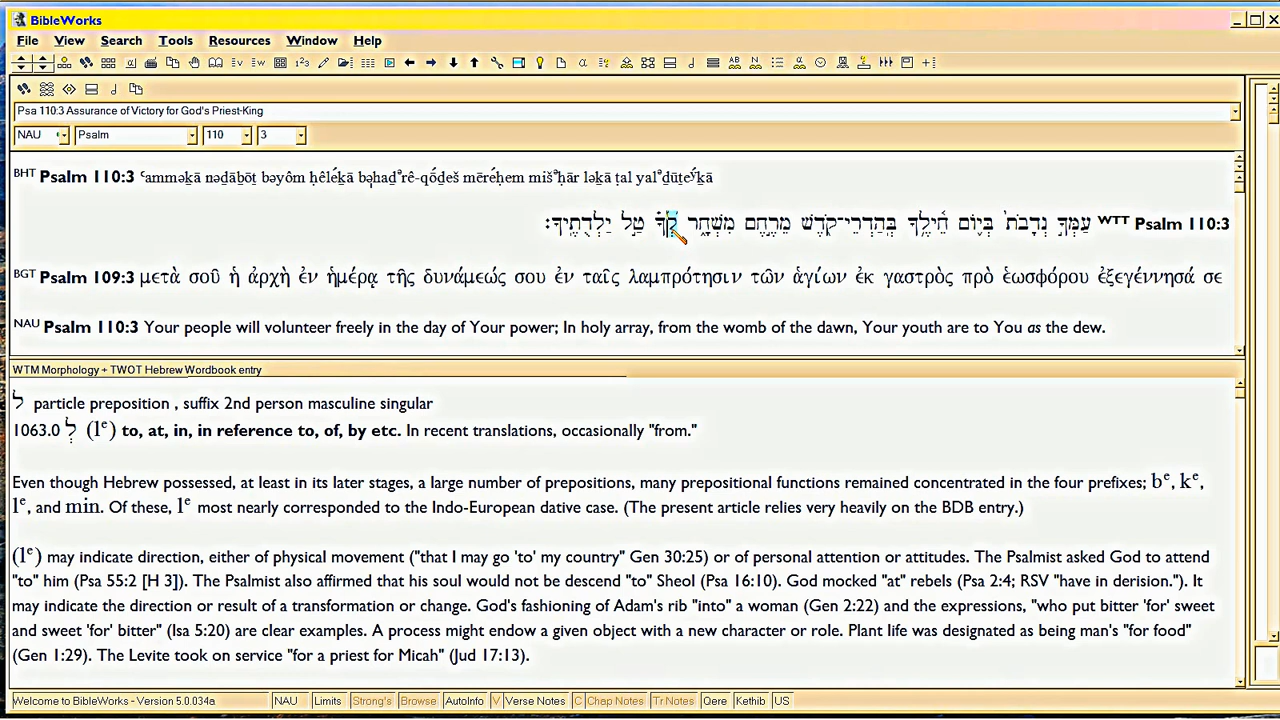 BibleWorks
File View Search Tools Resources Window Help
Psa 110:3 Assurance of Victory for God's Priest-King
NAU Psalm 110 3
BHT Psalm 110:3 ʿamməḵā nəḏāḇōṯ bəyôm ḥêléḵā bəhaḏᵊrê-qṓḏeš mēréḥem mišᵊḥār ləḵā ṭal yalᵊḏūṯeʸḵā
WTT Psalm 110:3 עַמְּךָ֣ נְדָבֹת֮ בְּי֪וֹם חֵ֫ילֶ֥ךָ בְּֽהַדְרֵי־קֹ֭דֶשׁ מֵרֶ֣חֶם מִשְׁחָ֑ר לְ֜ךָ֗ טַ֣ל יַלְדֻתֶֽיךָ׃
BGT Psalm 109:3 μετὰ σοῦ ἡ ἀρχὴ ἐν ἡμέρᾳ τῆς δυνάμεώς σου ἐν ταῖς λαμπρότησιν τῶν ἁγίων ἐκ γαστρὸς πρὸ ἑωσφόρου ἐξεγέννησά σε
NAU Psalm 110:3 Your people will volunteer freely in the day of Your power; In holy array, from the womb of the dawn, Your youth are to You as the dew.
WTM Morphology + TWOT Hebrew Wordbook entry
ל particle preposition , suffix 2nd person masculine singular
1063.0 לְ (lᵉ) to, at, in, in reference to, of, by etc. In recent translations, occasionally "from."
Even though Hebrew possessed, at least in its later stages, a large number of prepositions, many prepositional functions remained concentrated in the four prefixes; bᵉ, kᵉ,
lᵉ, and min. Of these, lᵉ most nearly corresponded to the Indo-European dative case. (The present article relies very heavily on the BDB entry.)
(lᵉ) may indicate direction, either of physical movement ("that I may go 'to' my country" Gen 30:25) or of personal attention or attitudes. The Psalmist asked God to attend
"to" him (Psa 55:2 [H 3]). The Psalmist also affirmed that his soul would not be descend "to" Sheol (Psa 16:10). God mocked "at" rebels (Psa 2:4; RSV "have in derision."). It
may indicate the direction or result of a transformation or change. God's fashioning of Adam's rib "into" a woman (Gen 2:22) and the expressions, "who put bitter 'for' sweet
and sweet 'for' bitter" (Isa 5:20) are clear examples. A process might endow a given object with a new character or role. Plant life was designated as being man's "for food"
(Gen 1:29). The Levite took on service "for a priest for Micah" (Jud 17:13).
Welcome to BibleWorks - Version 5.0.034a NAU Limits Strong's Browse AutoInfo V Verse Notes C Chap Notes Tr Notes Qere Kethib US